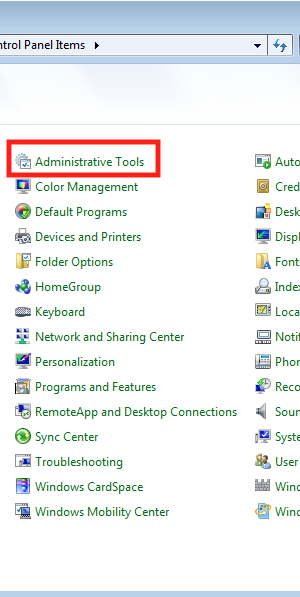 ntrol Panel Items
Administrative Tools
Color Management
Default Programs
Devices and Printers
Folder Options
HomeGroup
Keyboard
Network and Sharing Center
Personalization
Programs and Features
RemoteApp and Desktop Connections
Sync Center
Troubleshooting
Windows CardSpace
Windows Mobility Center
Auto
Cred
Desk
Displ
Font
Index
Loca
Notif
Phon
Reco
Soun
Syste
User
Wind
Wind